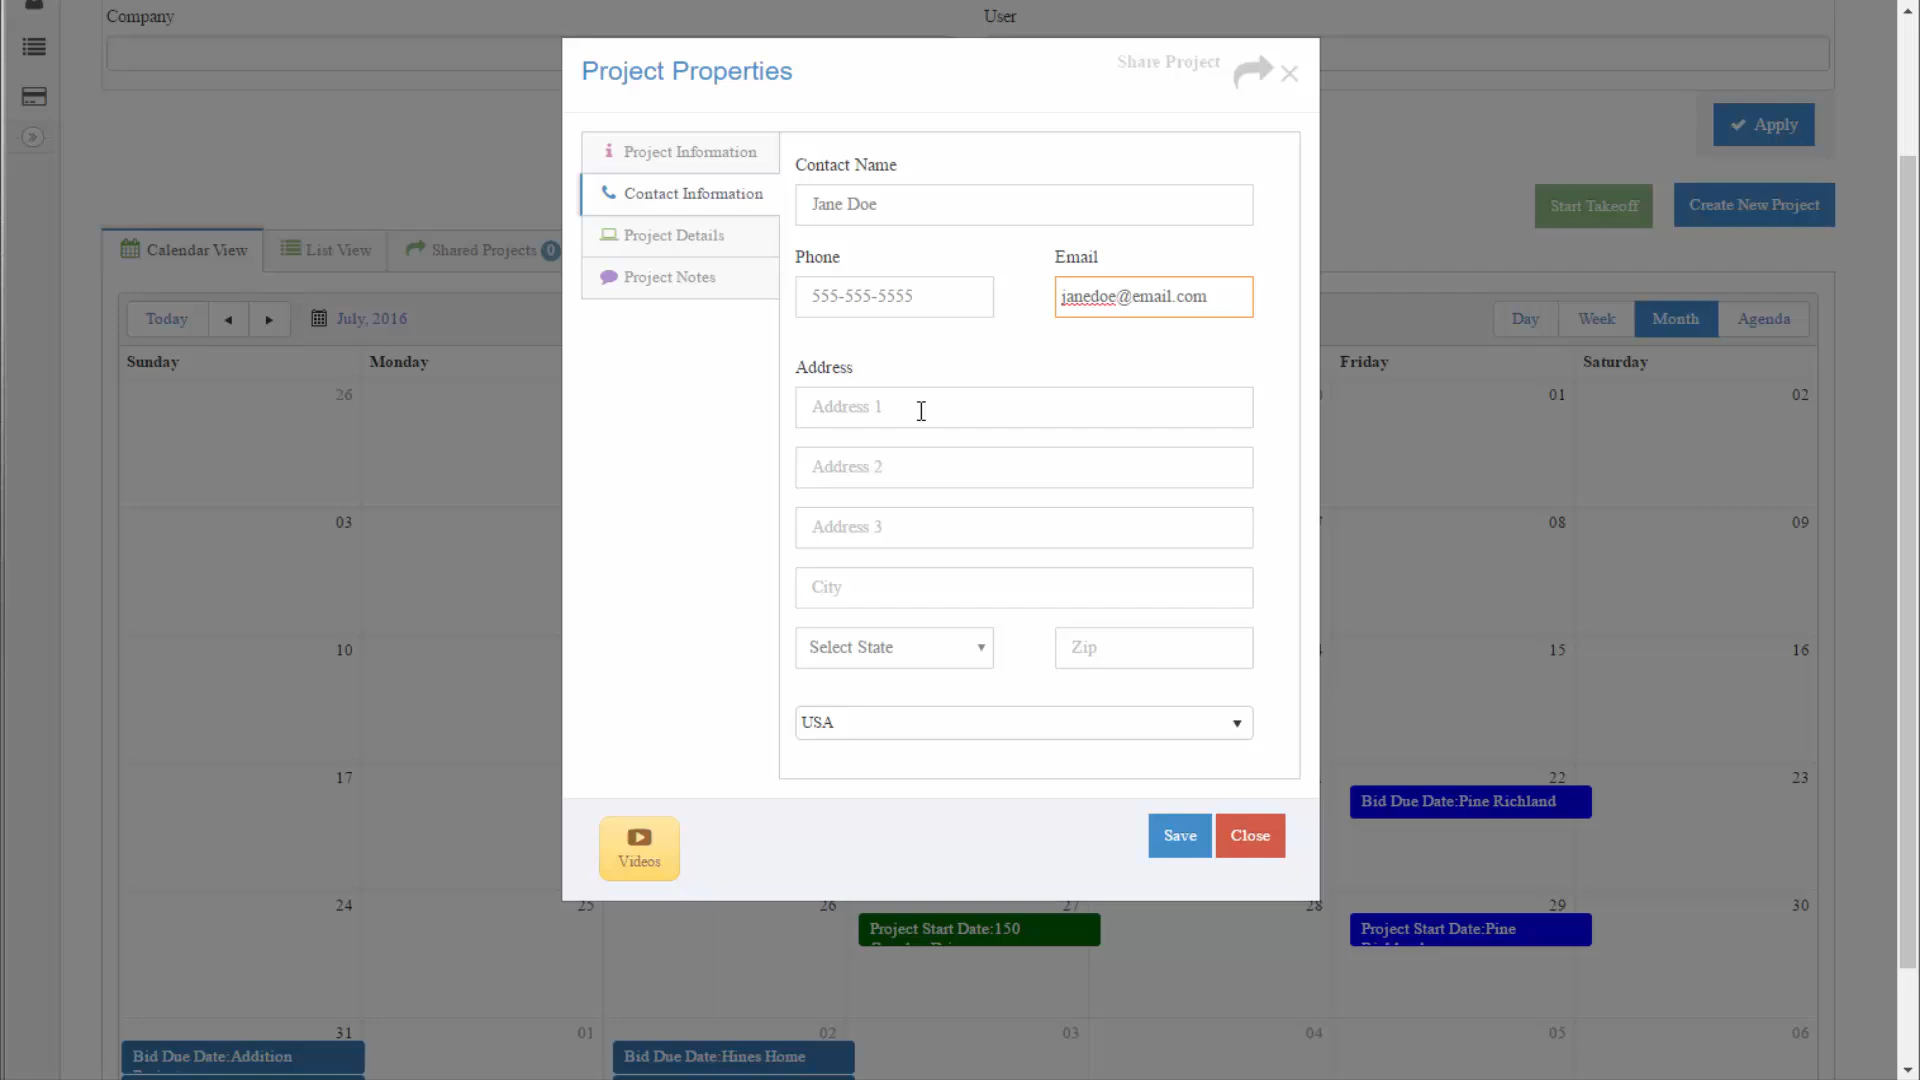 Company
User
Share Project
Project Properties
Apply
Project Information
Contact Information
Project Details
Project Notes
Contact Name
Jane Doe
Phone
Email
555-555-5555
janedoe@email.com
Address
Address 1
Address 2
Address 3
City
Select State
Zip
USA
Videos
Save
Close
Start Takeoff
Create New Project
Calendar View
List View
Shared Projects 0
Today
July, 2016
Day
Week
Month
Agenda
Sunday
Monday
Friday
Saturday
26
01
02
03
08
09
10
15
16
17
22
23
Bid Due Date:Pine Richland
24
25
26
27
28
29
30
Project Start Date:150
Project Start Date:Pine
31
01
02
03
04
05
06
Bid Due Date:Addition
Bid Due Date:Hines Home